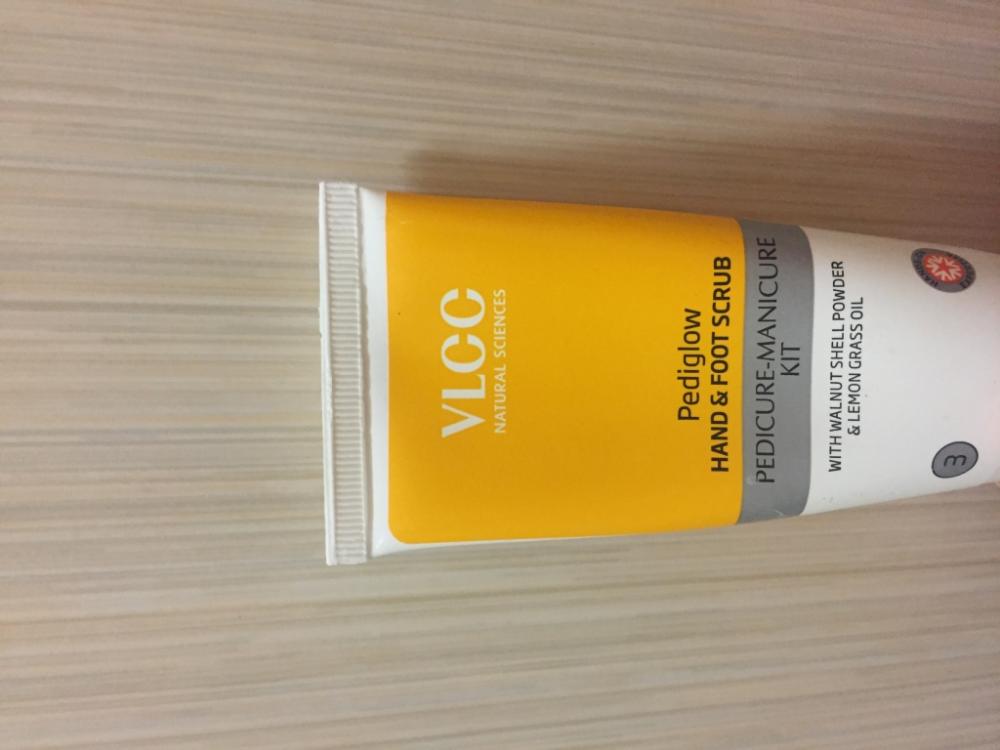 VLCC
NATURAL SCIENCES
Pediglow
HAND & FOOT SCRUB
PEDICURE-MANICURE
KIT
WITH WALNUT SHELL POWDER
& LEMON GRASS OIL
3